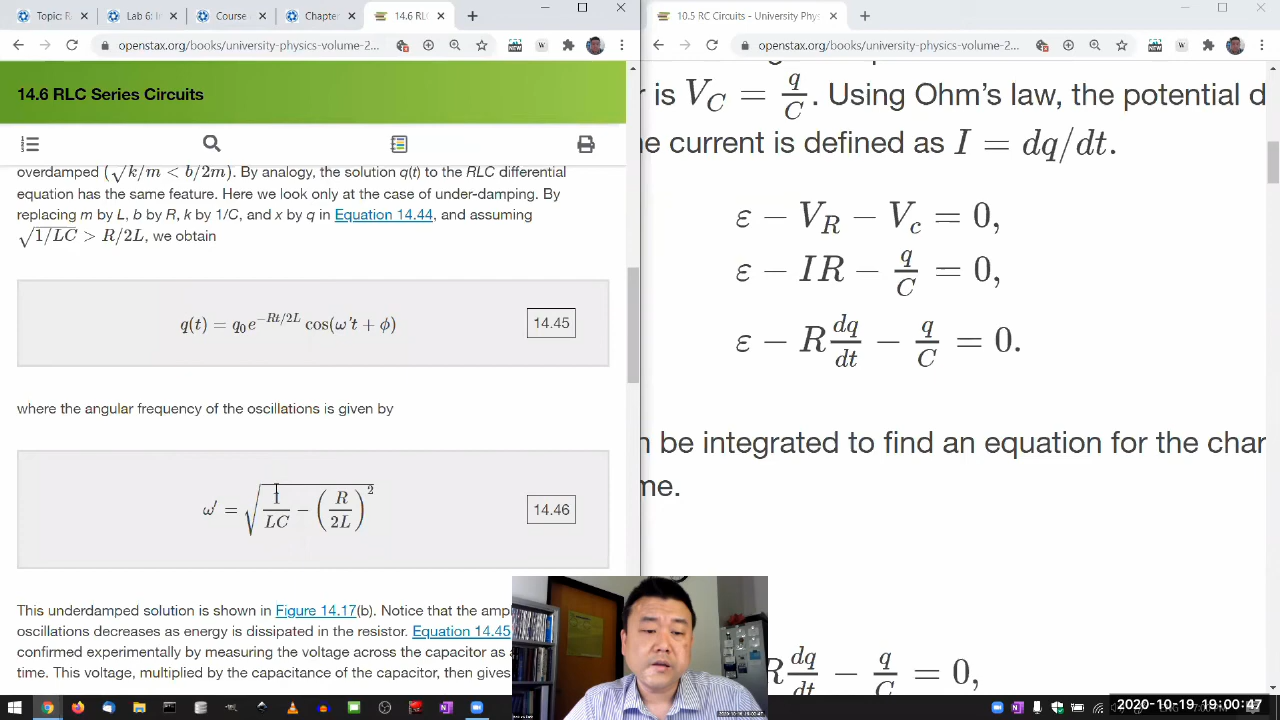 Topic: R
Lab 6: I
Course
Chapter
14.6 RLC
10.5 RC Circuits - University Phy
openstax.org/books/university-physics-volume-2...
openstax.org/books/university-physics-volume-2...
14.6 RLC Series Circuits
overdamped (√k/m < b/2m). By analogy, the solution q(t) to the RLC differential
equation has the same feature. Here we look only at the case of under-damping. By
replacing m by L, b by R, k by 1/C, and x by q in Equation 14.44, and assuming
√1/LC > R/2L, we obtain
q(t) = q₀e^{−Rt/2L} cos(ω't + ϕ)
14.45
where the angular frequency of the oscillations is given by
ω' = √(1/LC − (R/2L)²)
14.46
This underdamped solution is shown in Figure 14.17(b). Notice that the amp
oscillations decreases as energy is dissipated in the resistor. Equation 14.45
confirmed experimentally by measuring the voltage across the capacitor as
time. This voltage, multiplied by the capacitance of the capacitor, then gives
r is V_C = q/C. Using Ohm's law, the potential d
e current is defined as I = dq/dt.
ε − V_R − V_c = 0,
ε − IR − q/C = 0,
ε − R dq/dt − q/C = 0.
n be integrated to find an equation for the char
me.
R dq/dt − q/C = 0,
2020-10-19 19:00:47